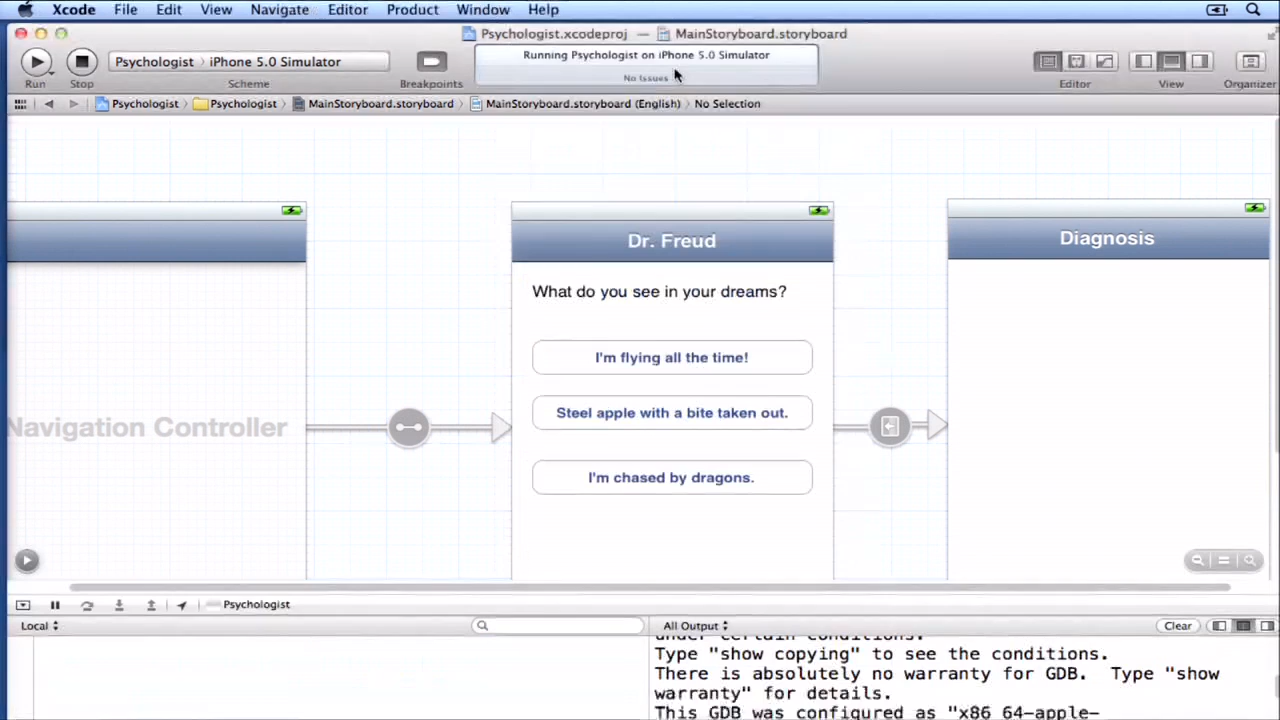 Xcode File Edit View Navigate Editor Product Window Help
Psychologist.xcodeproj — MainStoryboard.storyboard
Running Psychologist on iPhone 5.0 Simulator
Psychologist › iPhone 5.0 Simulator
No Issues
Run Stop Scheme Breakpoints Editor View Organizer
Psychologist › Psychologist › MainStoryboard.storyboard › MainStoryboard.storyboard (English) › No Selection
Dr. Freud
Diagnosis
What do you see in your dreams?
I'm flying all the time!
Steel apple with a bite taken out.
Navigation Controller
I'm chased by dragons.
Psychologist
Local
All Output
Clear
under certain conditions.
Type "show copying" to see the conditions.
There is absolutely no warranty for GDB.  Type "show
warranty" for details.
This GDB was configured as "x86_64-apple-